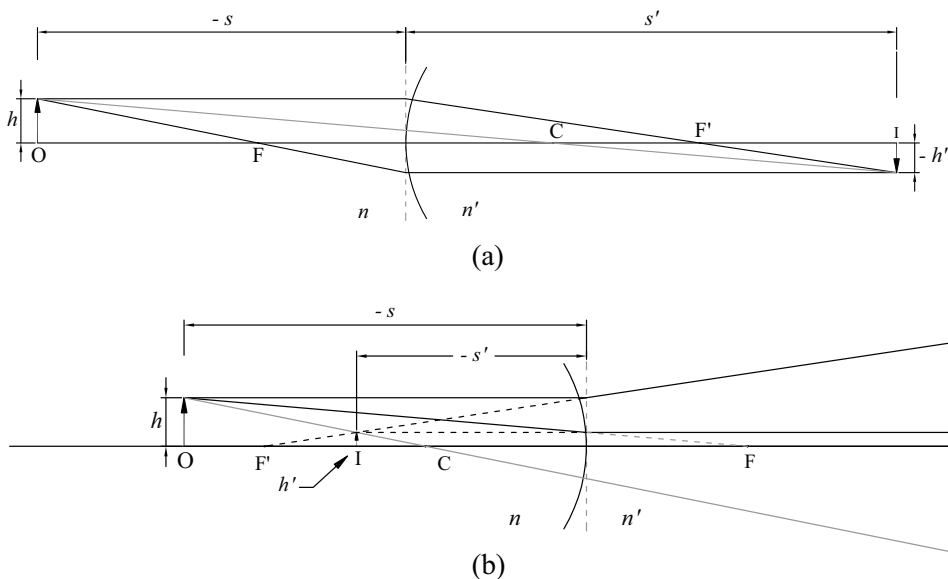 - s s'
h
O F C F' I
- h'
n n'
(a)
- s
- s'
h
O F' I C F
h'
n n'
(b)